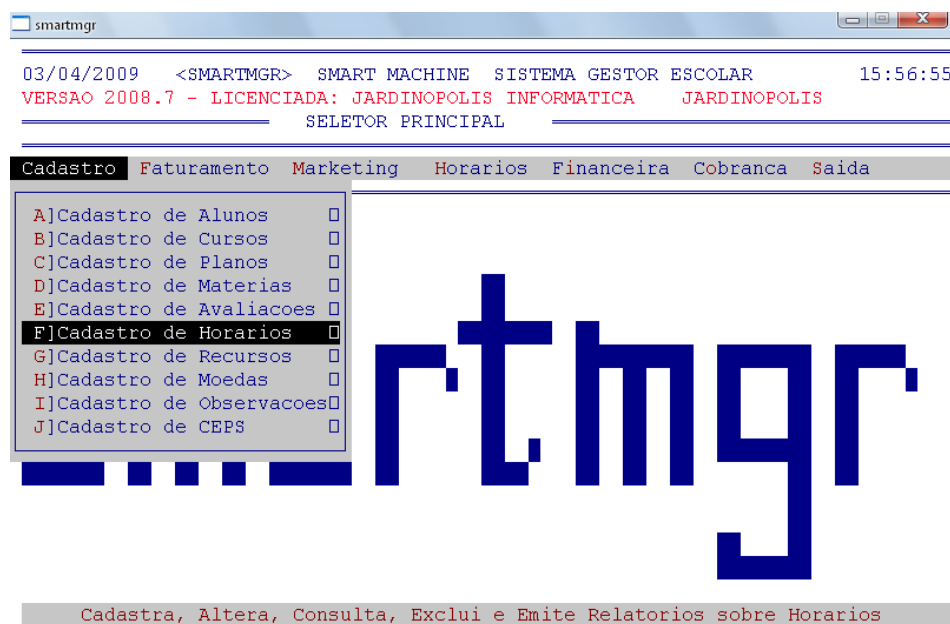 smartmgr
03/04/2009 <SMARTMGR> SMART MACHINE SISTEMA GESTOR ESCOLAR 15:56:55
VERSAO 2008.7 - LICENCIADA: JARDINOPOLIS INFORMATICA JARDINOPOLIS
SELETOR PRINCIPAL
Cadastro Faturamento Marketing Horarios Financeira Cobranca Saida
A]Cadastro de Alunos
B]Cadastro de Cursos
C]Cadastro de Planos
D]Cadastro de Materias
E]Cadastro de Avaliacoes
F]Cadastro de Horarios
G]Cadastro de Recursos
H]Cadastro de Moedas
I]Cadastro de Observacoes
J]Cadastro de CEPS
rtmgr
Cadastra, Altera, Consulta, Exclui e Emite Relatorios sobre Horarios